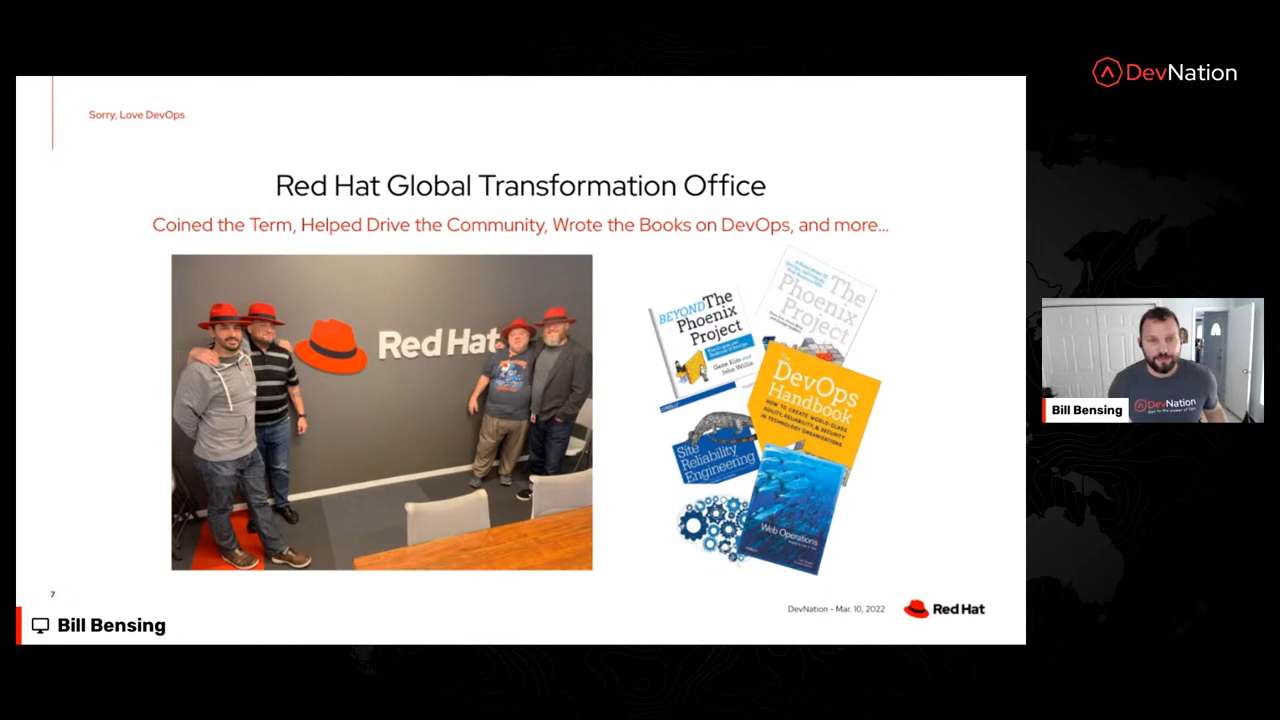 DevNation
Sorry, Love DevOps
Red Hat Global Transformation Office
Coined the Term, Helped Drive the Community, Wrote the Books on DevOps, and more...
Red Hat
BEYOND The
Phoenix
Project
Gene Kim and
John Willis
The
Phoenix
Project
The
DevOps
Handbook
HOW TO CREATE WORLD-CLASS
AGILITY, RELIABILITY, & SECURITY
IN TECHNOLOGY ORGANIZATIONS
Site
Reliability
Engineering
Web Operations
DevNation
Bill Bensing
7
DevNation - Mar. 10, 2022
Red Hat
Bill Bensing